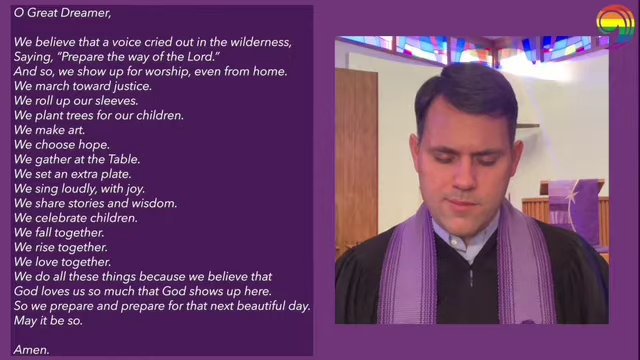 O Great Dreamer,
We believe that a voice cried out in the wilderness,
Saying, “Prepare the way of the Lord.”
And so, we show up for worship, even from home.
We march toward justice.
We roll up our sleeves.
We plant trees for our children.
We make art.
We choose hope.
We gather at the Table.
We set an extra plate.
We sing loudly, with joy.
We share stories and wisdom.
We celebrate children.
We fall together.
We rise together.
We love together.
We do all these things because we believe that
God loves us so much that God shows up here.
So we prepare and prepare for that next beautiful day.
May it be so.
Amen.